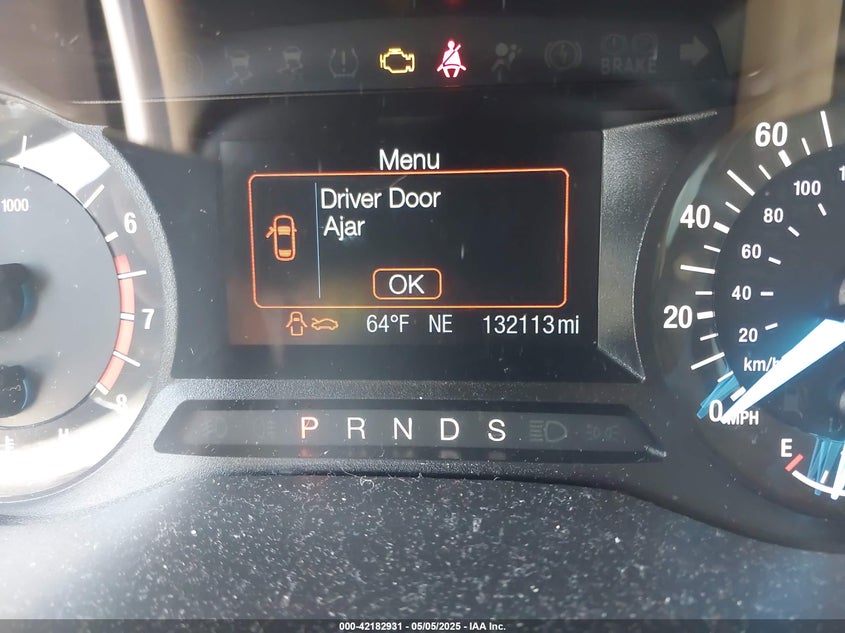 BRAKE
Menu
Driver Door
Ajar
OK
64°F NE 132113 mi
P R N D S
1000
6
7
8
60
40
20
0
MPH
100
80
60
40
20
km/h
E
000-42182931 - 05/05/2025 - IAA Inc.